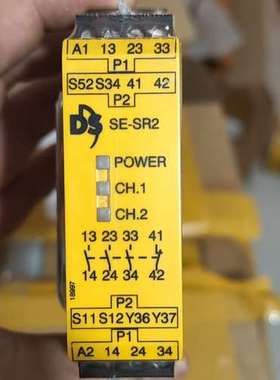 A1 13 23 33
P1
S52 S34 41 42
P2
DS SE-SR2
POWER
CH.1
CH.2
13 23 33 41
14 24 34 42
18997
P2
S11 S12 Y36 Y37
P1
A2 14 24 34